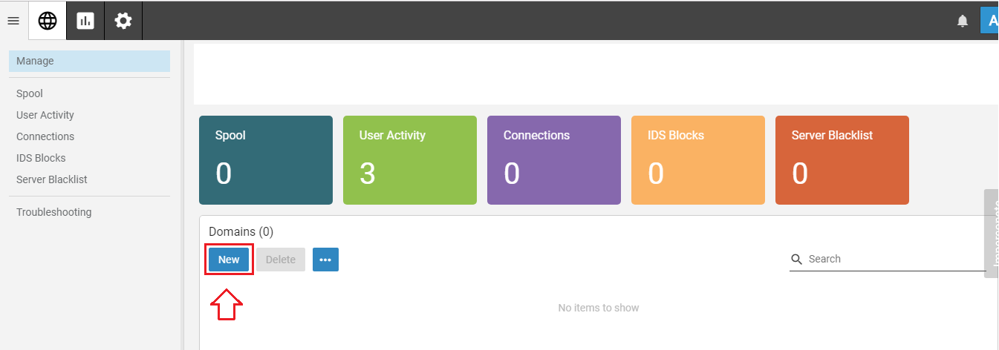 A
Manage
Spool
User Activity
Connections
IDS Blocks
Server Blacklist
Troubleshooting
Spool
0
User Activity
3
Connections
0
IDS Blocks
0
Server Blacklist
0
Domains (0)
New
Delete
•••
Search
No items to show